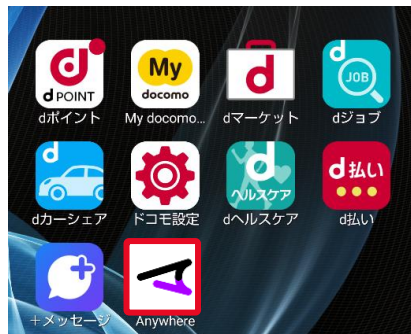 d POINT
My
docomo
d
d
JOB
dポイント
My docomo...
dマーケット
dジョブ
d
d
ヘルスケア
d払い
dカーシェア
ドコモ設定
dヘルスケア
d払い
+メッセージ
Anywhere